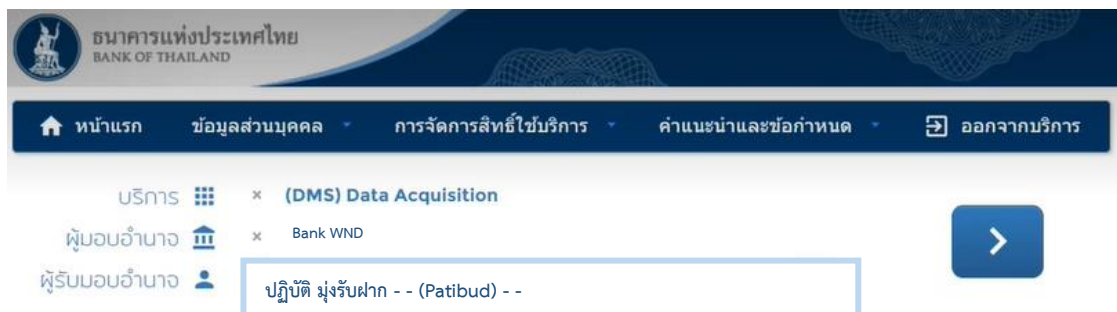 ธนาคารแห่งประเทศไทย
BANK OF THAILAND
หน้าแรก ข้อมูลส่วนบุคคล การจัดการสิทธิ์ใช้บริการ คำแนะนำและข้อกำหนด ออกจากบริการ
บริการ × (DMS) Data Acquisition
ผู้มอบอำนาจ × Bank WND
ผู้รับมอบอำนาจ ปฏิบัติ มุ่งรับฝาก - - (Patibud) - -